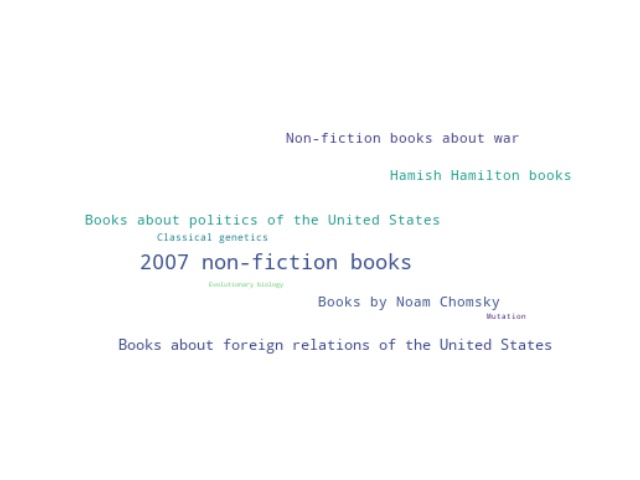 Non-fiction books about war
Hamish Hamilton books
Books about politics of the United States
Classical genetics
2007 non-fiction books
Evolutionary biology
Books by Noam Chomsky
Mutation
Books about foreign relations of the United States